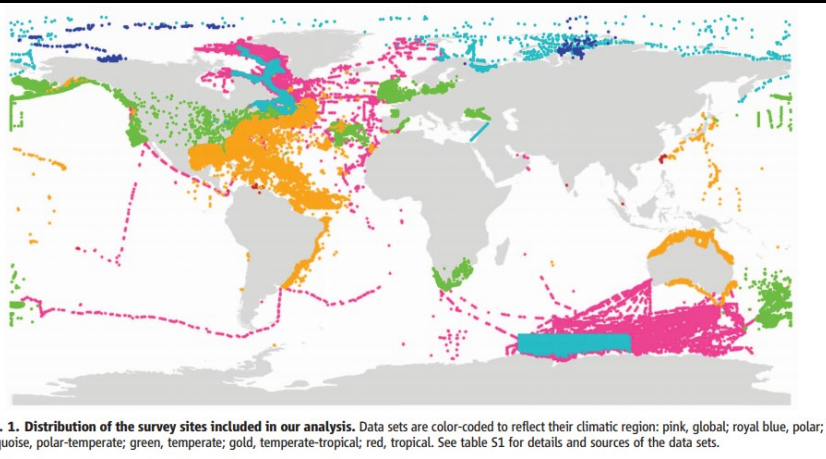 . 1. Distribution of the survey sites included in our analysis. Data sets are color-coded to reflect their climatic region: pink, global; royal blue, polar;
quoise, polar-temperate; green, temperate; gold, temperate-tropical; red, tropical. See table S1 for details and sources of the data sets.